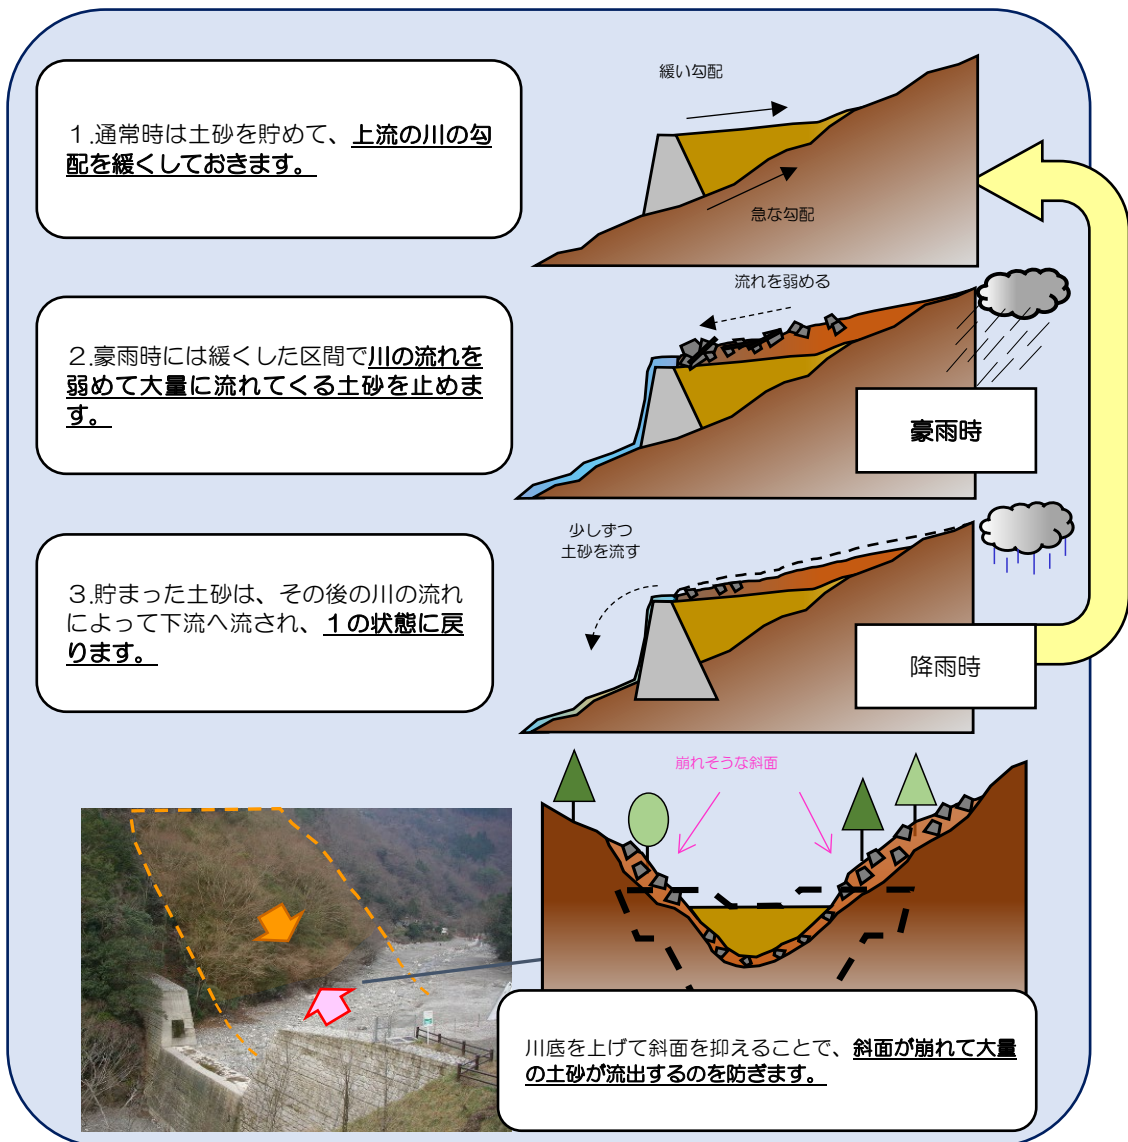 緩い勾配
１.通常時は土砂を貯めて、上流の川の勾
配を緩くしておきます。
急な勾配
流れを弱める
２.豪雨時には緩くした区間で川の流れを
弱めて大量に流れてくる土砂を止めま
す。
豪雨時
少しずつ
土砂を流す
３.貯まった土砂は、その後の川の流れ
によって下流へ流され、１の状態に戻
ります。
降雨時
崩れそうな斜面
川底を上げて斜面を抑えることで、斜面が崩れて大量
の土砂が流出するのを防ぎます。